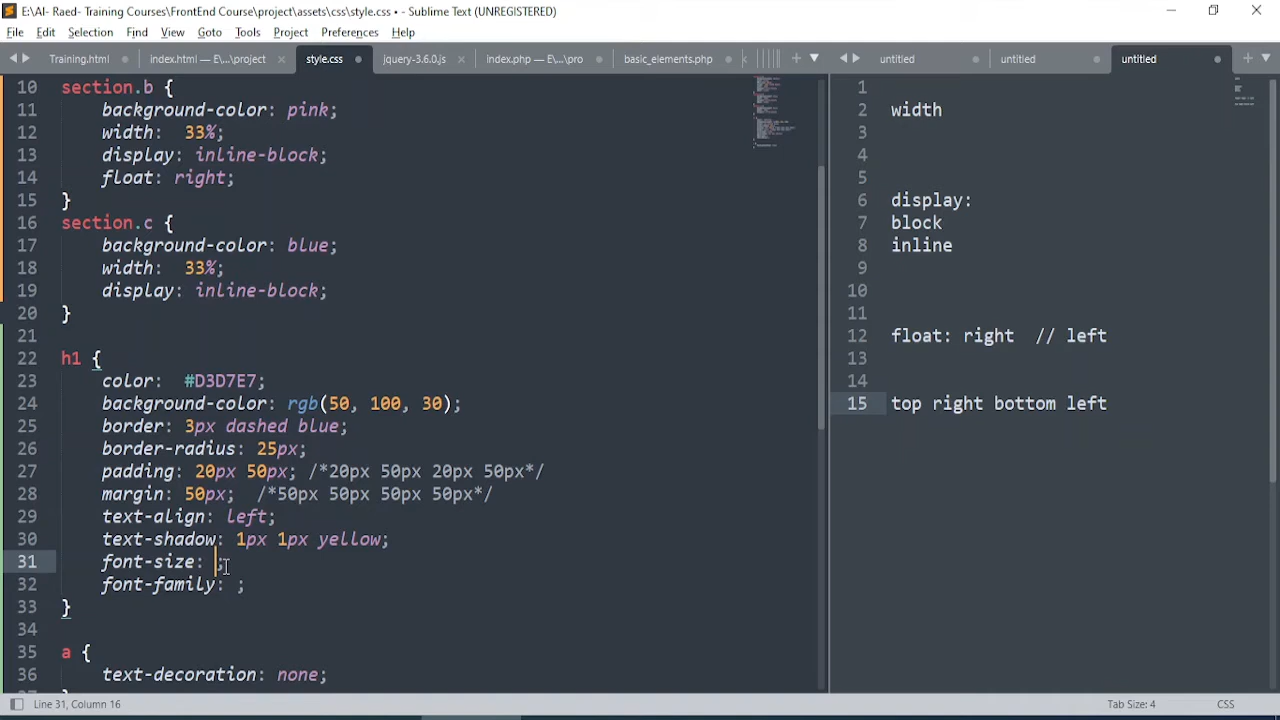 E:\Al- Raed- Training Courses\FrontEnd Course\project\assets\css\style.css • - Sublime Text (UNREGISTERED)
File Edit Selection Find View Goto Tools Project Preferences Help
Training.html index.html — E\...\project style.css jquery-3.6.0.js index.php — E\...\pro basic_elements.php untitled untitled untitled
10 section.b {
11 background-color: pink;
12 width: 33%;
13 display: inline-block;
14 float: right;
15 }
16 section.c {
17 background-color: blue;
18 width: 33%;
19 display: inline-block;
20 }
21
22 h1 {
23 color: #D3D7E7;
24 background-color: rgb(50, 100, 30);
25 border: 3px dashed blue;
26 border-radius: 25px;
27 padding: 20px 50px; /*20px 50px 20px 50px*/
28 margin: 50px; /*50px 50px 50px 50px*/
29 text-align: left;
30 text-shadow: 1px 1px yellow;
31 font-size: ;
32 font-family: ;
33 }
34
35 a {
36 text-decoration: none;
1
2 width
3
4
5
6 display:
7 block
8 inline
9
10
11
12 float: right // left
13
14
15 top right bottom left
Line 31, Column 16 Tab Size: 4 CSS